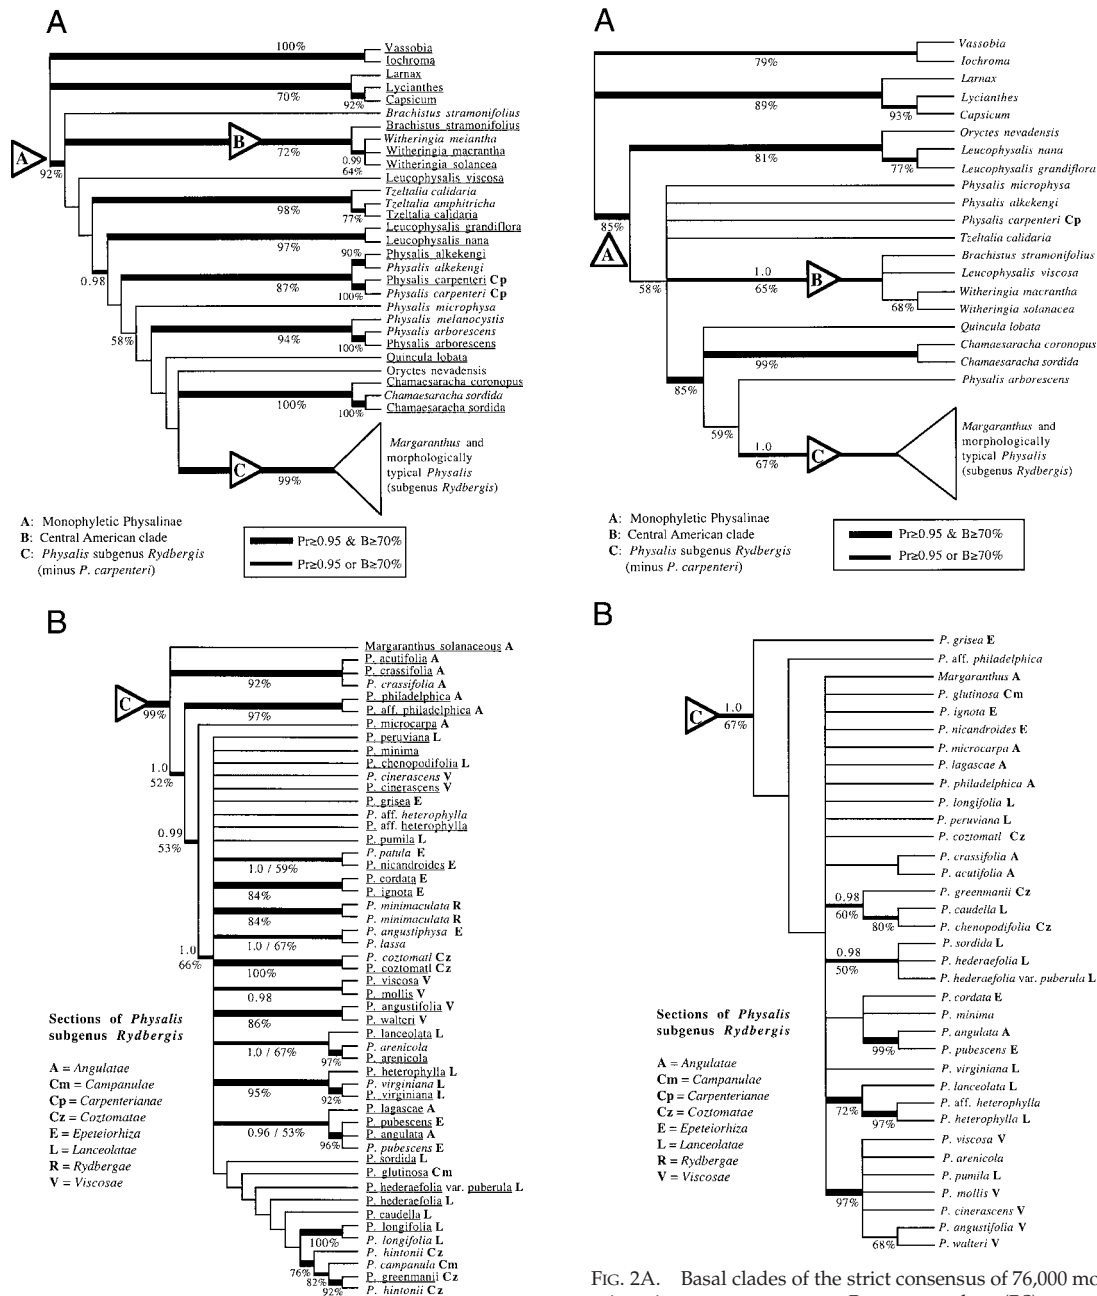 A
100%
Vassobia
Iochroma
Larnax
Lycianthes
70%
92%
Capsicum
Brachistus stramonifolius
Brachistus stramonifolius
B
Witheringia meiantha
A
72%
0.99
Witheringia macrantha
92%
64%
Witheringia solancea
Leucophysalis viscosa
Tzeltalia calidaria
Tzeltalia amphitricha
98%
77%
Tzeltalia calidaria
Leucophysalis grandiflora
97%
Leucophysalis nana
90%
Physalis alkekengi
Physalis alkekengi
0.98
87%
Physalis carpenteri Cp
100%
Physalis carpenteri Cp
Physalis microphysa
Physalis melanocystis
58%
94%
Physalis arborescens
100%
Physalis arborescens
Quincula lobata
Oryctes nevadensis
Chamaesaracha coronopus
Chamaesaracha sordida
100%
100%
Chamaesaracha sordida
C
99%
Margaranthus and
morphologically
typical Physalis
(subgenus Rydbergis)
A: Monophyletic Physalinae
B: Central American clade
C: Physalis subgenus Rydbergis
(minus P. carpenteri)
Pr≥0.95 & B≥70%
Pr≥0.95 or B≥70%
A
Vassobia
79%
Iochroma
Larnax
89%
Lycianthes
93%
Capsicum
Oryctes nevadensis
81%
Leucophysalis nana
77%
Leucophysalis grandiflora
Physalis microphysa
Physalis alkekengi
85%
Physalis carpenteri Cp
A
Tzeltalia calidaria
Brachistus stramonifolius
58%
1.0
B
Leucophysalis viscosa
65%
Witheringia macrantha
68%
Witheringia solanacea
Quincula lobata
Chamaesaracha coronopus
99%
Chamaesaracha sordida
85%
Physalis arborescens
59%
1.0
C
67%
Margaranthus and
morphologically
typical Physalis
(subgenus Rydbergis)
A: Monophyletic Physalinae
B: Central American clade
C: Physalis subgenus Rydbergis
(minus P. carpenteri)
Pr≥0.95 & B≥70%
Pr≥0.95 or B≥70%
B
Margaranthus solanaceous A
P. acutifolia A
P. crassifolia A
92%
P. crassifolia A
C
99%
P. philadelphica A
97%
P. aff. philadelphica A
P. microcarpa A
P. peruviana L
P. minima
P. chenopodifolia L
1.0
52%
P. cinerascens V
P. cinerascens V
P. grisea E
P. aff. heterophylla
P. aff. heterophylla
0.99
53%
P. pumila L
P. patula E
1.0 / 59%
P. nicandroides E
P. cordata E
84%
P. ignota E
P. minimaculata R
84%
P. minimaculata R
P. angustiphysa E
1.0 / 67%
P. lassa
1.0
66%
P. coztomatl Cz
100%
P. coztomatl Cz
P. viscosa V
0.98
P. mollis V
P. angustifolia V
86%
P. walteri V
P. lanceolata L
1.0 / 67%
P. arenicola
97%
P. arenicola
P. heterophylla L
95%
P. virginiana L
92%
P. virginiana L
P. lagascae A
P. pubescens E
0.96 / 53%
P. angulata A
96%
P. pubescens E
P. sordida L
P. glutinosa Cm
P. hederaefolia var. puberula L
P. hederaefolia L
P. caudella L
P. longifolia L
100%
P. longifolia L
P. hintonii Cz
76%
P. campanula Cm
82%
P. greenmanii Cz
92%
P. hintonii Cz
Sections of Physalis
subgenus Rydbergis
A = Angulatae
Cm = Campanulae
Cp = Carpenterianae
Cz = Coztomatae
E = Epeteiorhiza
L = Lanceolatae
R = Rydbergae
V = Viscosae
B
P. grisea E
P. aff. philadelphica
Margaranthus A
C
1.0
67%
P. glutinosa Cm
P. ignota E
P. nicandroides E
P. microcarpa A
P. lagascae A
P. philadelphica A
P. longifolia L
P. peruviana L
P. coztomatl Cz
P. crassifolia A
P. acutifolia A
P. greenmanii Cz
0.98
60%
P. caudella L
80%
P. chenopodifolia Cz
P. sordida L
0.98
50%
P. hederaefolia L
P. hederaefolia var. puberula L
P. cordata E
P. minima
P. angulata A
99%
P. pubescens E
P. virginiana L
P. lanceolata L
72%
P. aff. heterophylla
97%
P. heterophylla L
P. viscosa V
P. arenicola
P. pumila L
97%
P. mollis V
P. cinerascens V
P. angustifolia V
68%
P. walteri V
Sections of Physalis
subgenus Rydbergis
A = Angulatae
Cm = Campanulae
Cp = Carpenterianae
Cz = Coztomatae
E = Epeteiorhiza
L = Lanceolatae
R = Rydbergae
V = Viscosae
FIG. 2A. Basal clades of the strict consensus of 76,000 mo